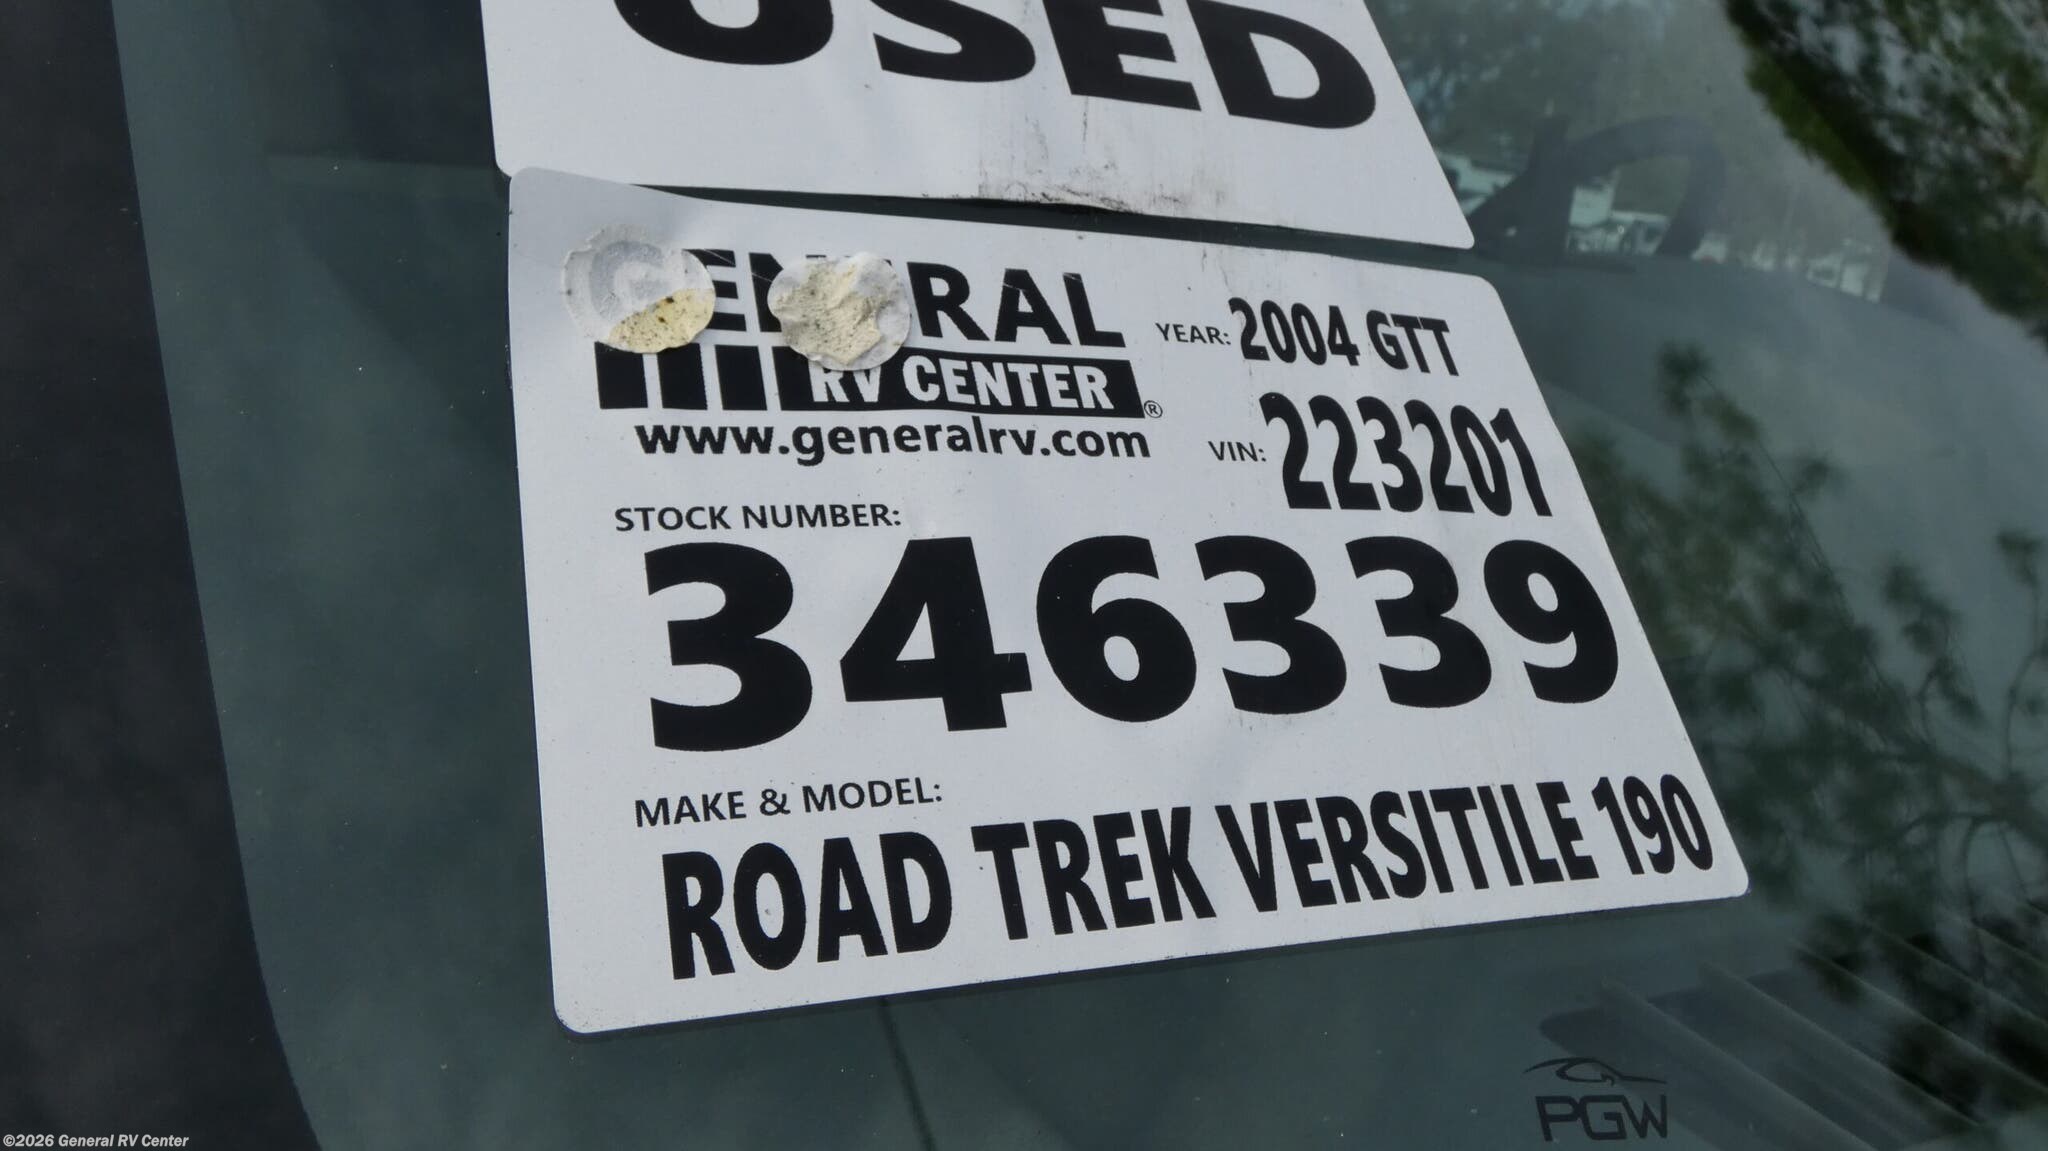 USED
GENERAL
RV CENTER®
www.generalrv.com
YEAR: 2004 GTT
VIN: 223201
STOCK NUMBER:
346339
MAKE & MODEL:
ROAD TREK VERSITILE 190
PGW
©2026 General RV Center